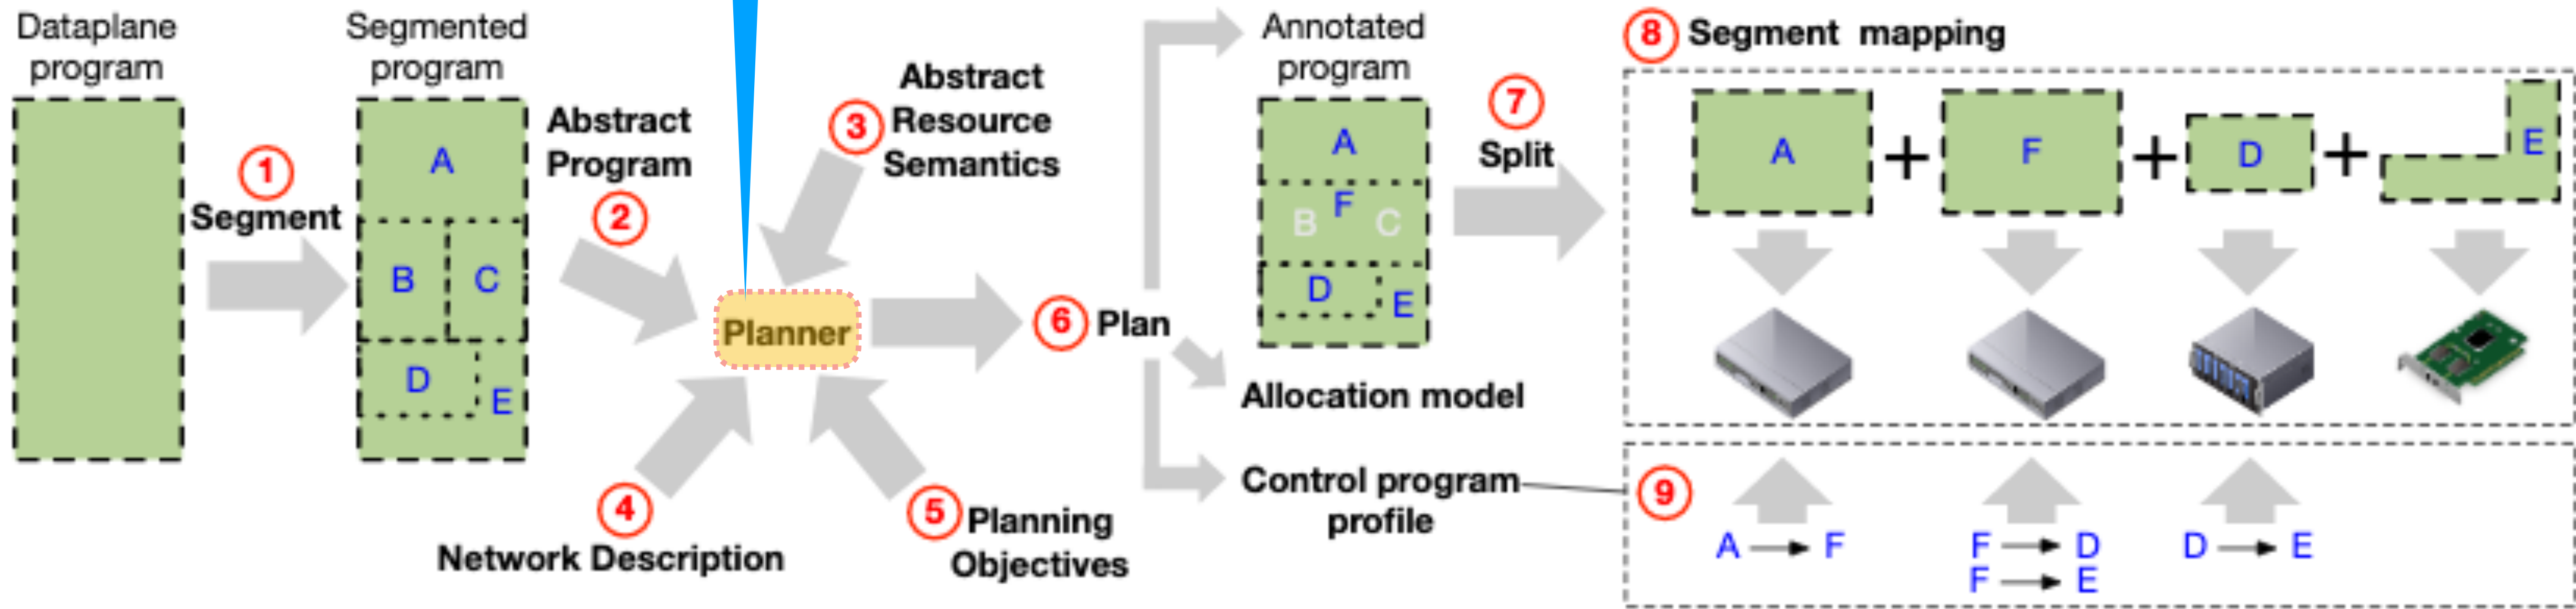 Dataplane
program
1
Segment
Segmented
program
A
B
C
D
E
Abstract
Program
2
3
Abstract
Resource
Semantics
Planner
4
Network Description
5
Planning
Objectives
6
Plan
Annotated
program
A
F
B
C
D
E
Allocation model
Control program
profile
7
Split
8
Segment mapping
A + F + D + E
9
A → F
F → D
F → E
D → E